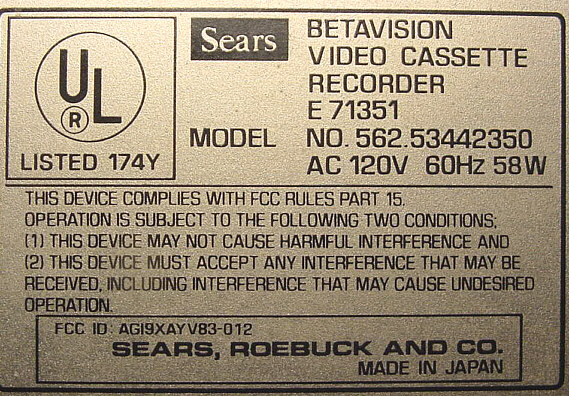 UL
®
LISTED 174Y
Sears
BETAVISION
VIDEO CASSETTE
RECORDER
E 71351
MODEL NO. 562.53442350
AC 120V 60Hz 58W
THIS DEVICE COMPLIES WITH FCC RULES PART 15.
OPERATION IS SUBJECT TO THE FOLLOWING TWO CONDITIONS;
(1) THIS DEVICE MAY NOT CAUSE HARMFUL INTERFERENCE AND
(2) THIS DEVICE MUST ACCEPT ANY INTERFERENCE THAT MAY BE
RECEIVED, INCLUDING INTERFERENCE THAT MAY CAUSE UNDESIRED
OPERATION.
FCC ID: AGI9XAYV83-012
SEARS, ROEBUCK AND CO.
MADE IN JAPAN